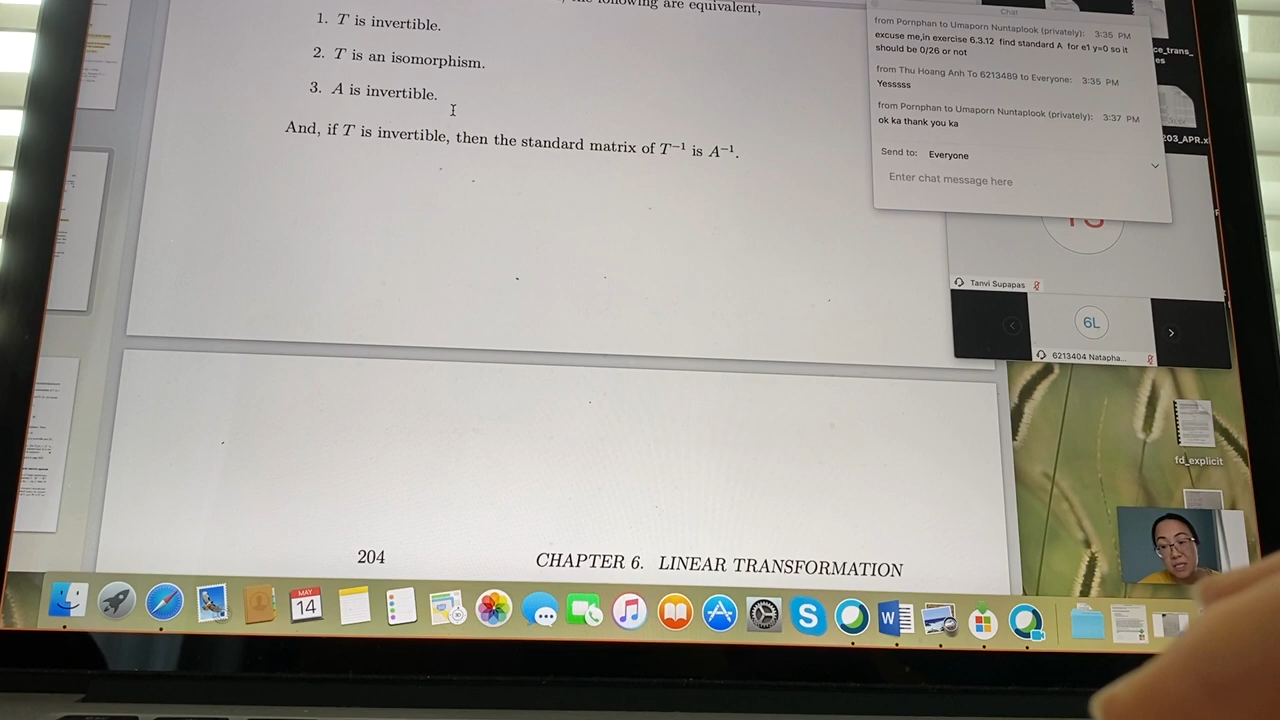 following are equivalent,
1. T is invertible.
2. T is an isomorphism.
3. A is invertible.
And, if T is invertible, then the standard matrix of T⁻¹ is A⁻¹.
204 CHAPTER 6. LINEAR TRANSFORMATION
Chat
from Pornphan to Umaporn Nuntaplook (privately): 3:35 PM
excuse me,in exercise 6.3.12 find standard A for e1 y=0 so it
should be 0/26 or not
from Thu Hoang Anh To 6213489 to Everyone: 3:35 PM
Yesssss
from Pornphan to Umaporn Nuntaplook (privately): 3:37 PM
ok ka thank you ka
Send to: Everyone
Enter chat message here
ce_trans_
es
203_APR.x
Tanvi Supapas
6L
6213404 Natapha...
fd_explicit
MAY
14